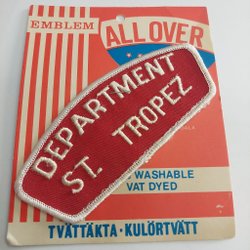 EMBLEM
ALL OVER
DEPARTMENT
ST. TROPEZ
WASHABLE
VAT DYED
TVÄTTÄKTA · KULÖRTVÄTT